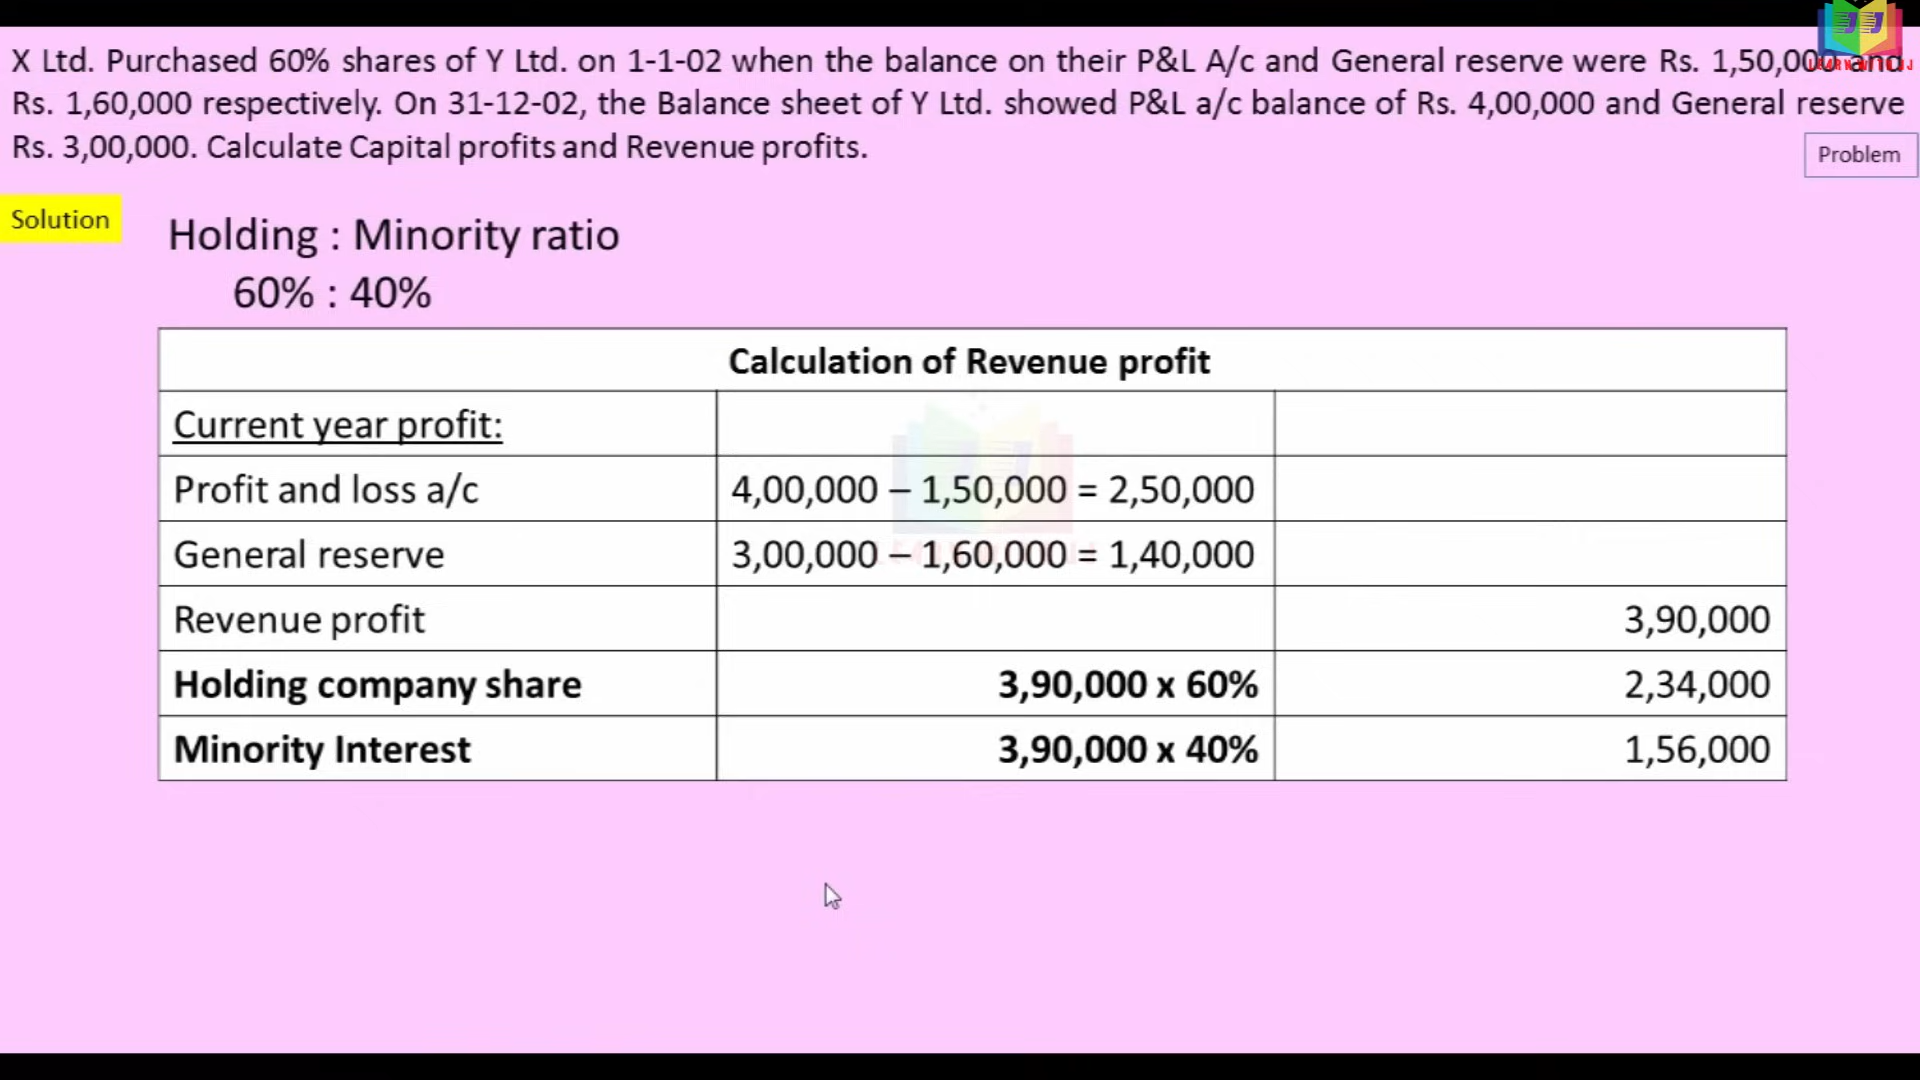 X Ltd. Purchased 60% shares of Y Ltd. on 1-1-02 when the balance on their P&L A/c and General reserve were Rs. 1,50,000 and
Rs. 1,60,000 respectively. On 31-12-02, the Balance sheet of Y Ltd. showed P&L a/c balance of Rs. 4,00,000 and General reserve
Rs. 3,00,000. Calculate Capital profits and Revenue profits.
Problem
Solution
Holding : Minority ratio
60% : 40%
Calculation of Revenue profit
Current year profit:
Profit and loss a/c 4,00,000 – 1,50,000 = 2,50,000
General reserve 3,00,000 – 1,60,000 = 1,40,000
Revenue profit 3,90,000
Holding company share 3,90,000 x 60% 2,34,000
Minority Interest 3,90,000 x 40% 1,56,000